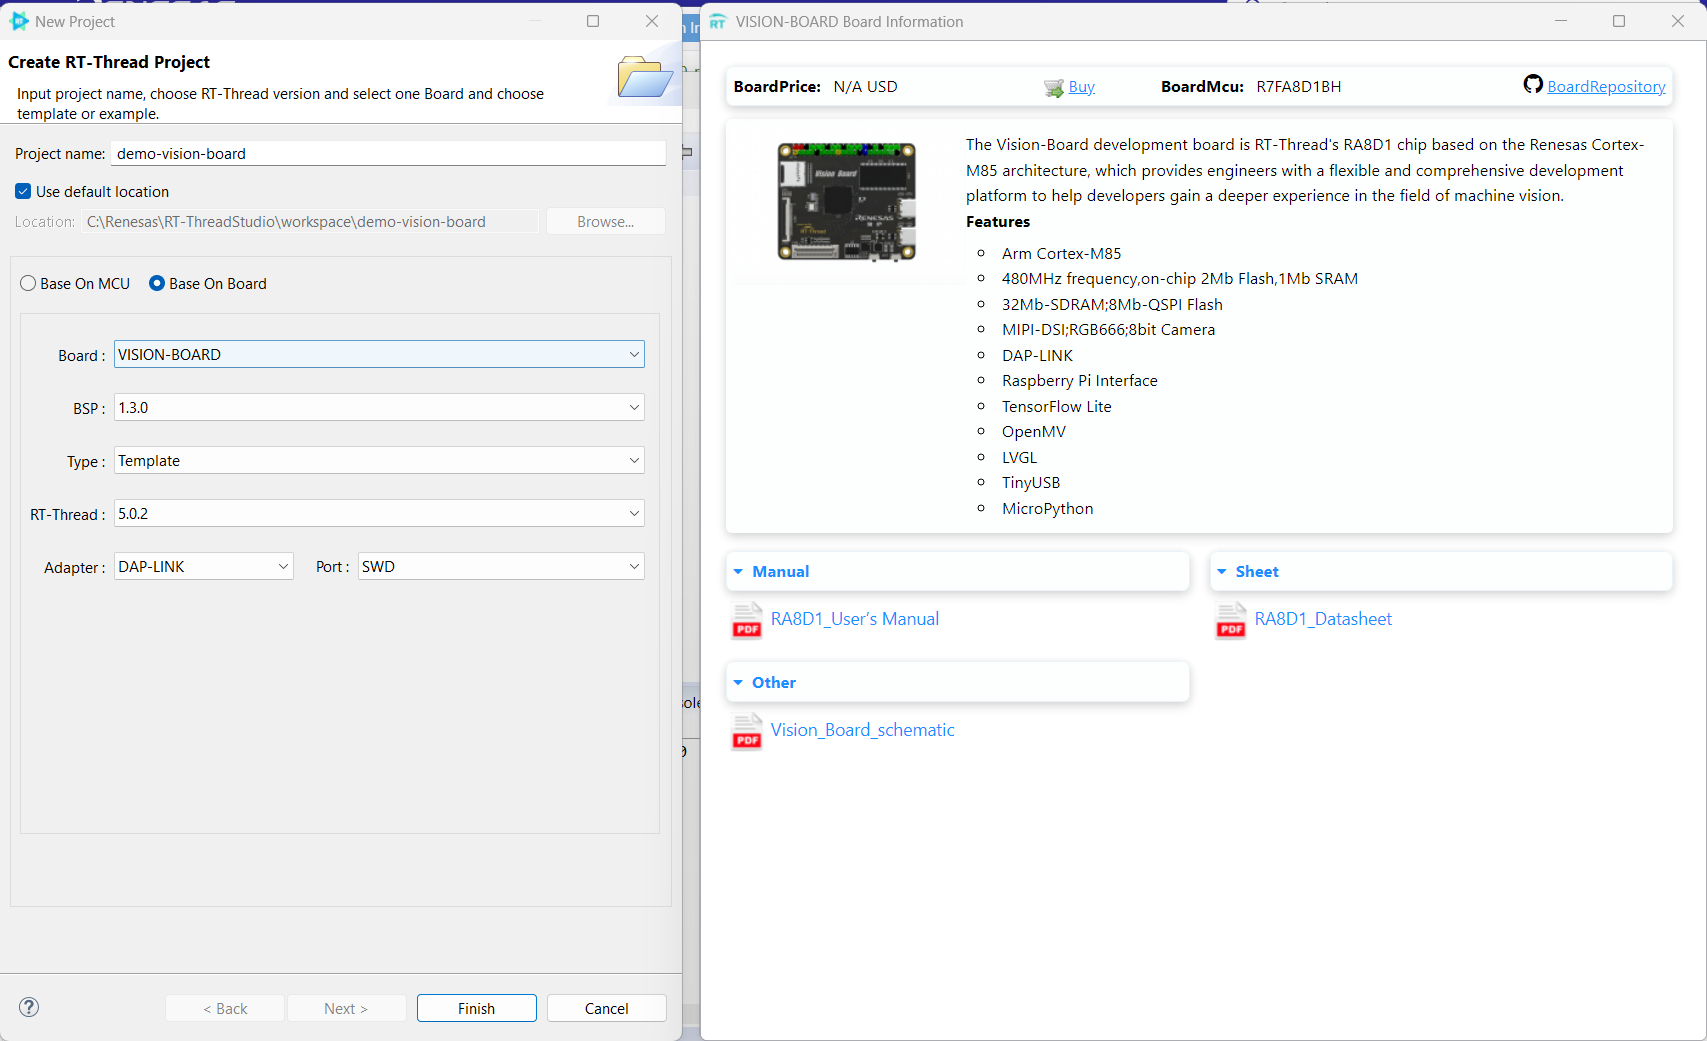 New Project
Create RT-Thread Project
Input project name, choose RT-Thread version and select one Board and choose
template or example.
Project name: demo-vision-board
Use default location
Location: C:\Renesas\RT-ThreadStudio\workspace\demo-vision-board Browse...
Base On MCU Base On Board
Board : VISION-BOARD
BSP : 1.3.0
Type : Template
RT-Thread : 5.0.2
Adapter : DAP-LINK Port : SWD
< Back Next > Finish Cancel
VISION-BOARD Board Information
BoardPrice: N/A USD Buy BoardMcu: R7FA8D1BH BoardRepository
Vision Board
RENESAS
RT-Thread
The Vision-Board development board is RT-Thread's RA8D1 chip based on the Renesas Cortex-
M85 architecture, which provides engineers with a flexible and comprehensive development
platform to help developers gain a deeper experience in the field of machine vision.
Features
Arm Cortex-M85
480MHz frequency,on-chip 2Mb Flash,1Mb SRAM
32Mb-SDRAM;8Mb-QSPI Flash
MIPI-DSI;RGB666;8bit Camera
DAP-LINK
Raspberry Pi Interface
TensorFlow Lite
OpenMV
LVGL
TinyUSB
MicroPython
Manual
PDF RA8D1_User's Manual
Sheet
PDF RA8D1_Datasheet
Other
PDF Vision_Board_schematic